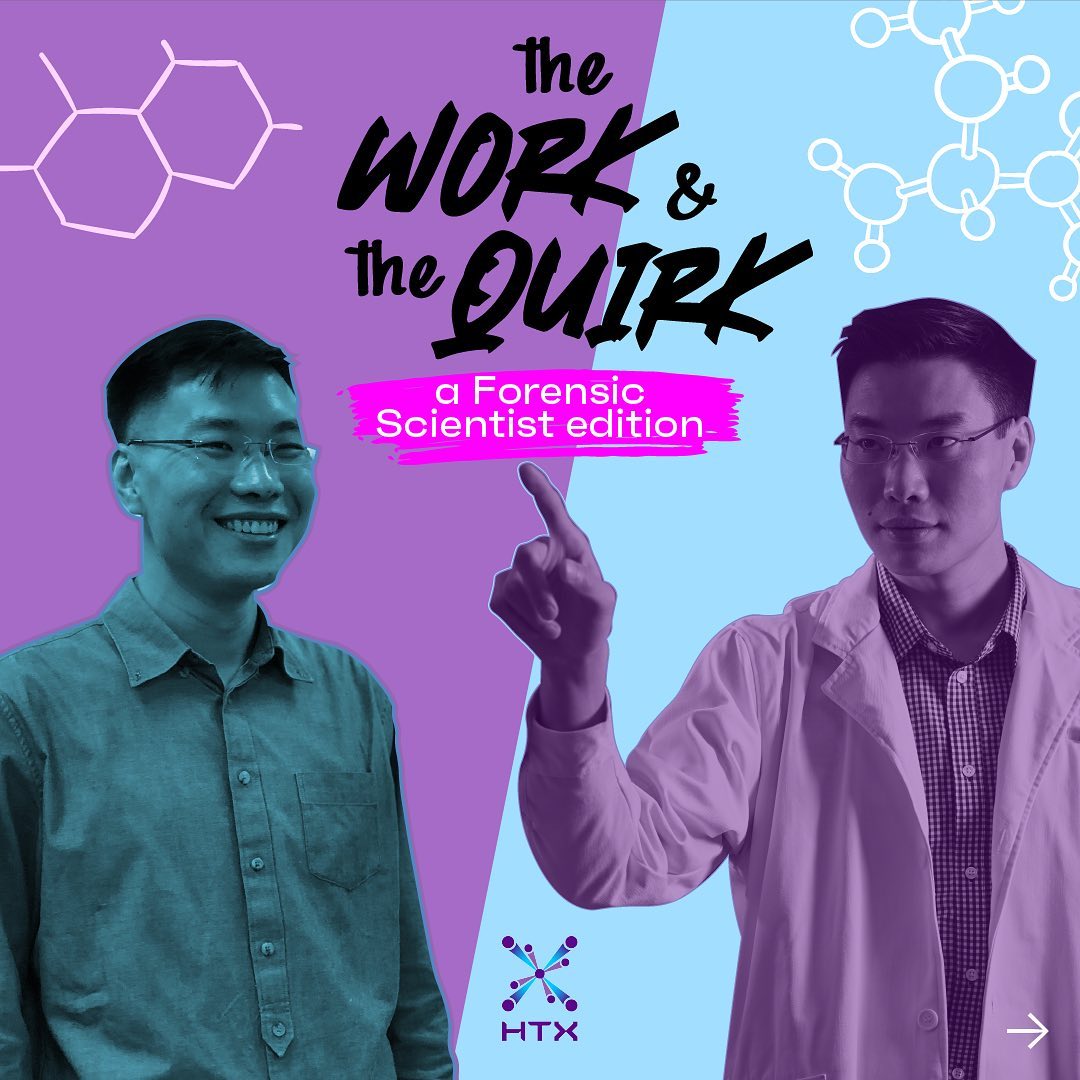 the
WORK &
the QUIRK
a Forensic
Scientist edition
HTX